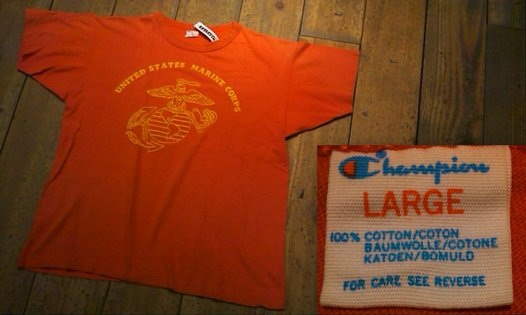 UNITED STATES MARINE CORPS
Champion
LARGE
100% COTTON/COTON
BAUMWOLLE/COTONE
KATOEN/BOMULD
FOR CARE SEE REVERSE